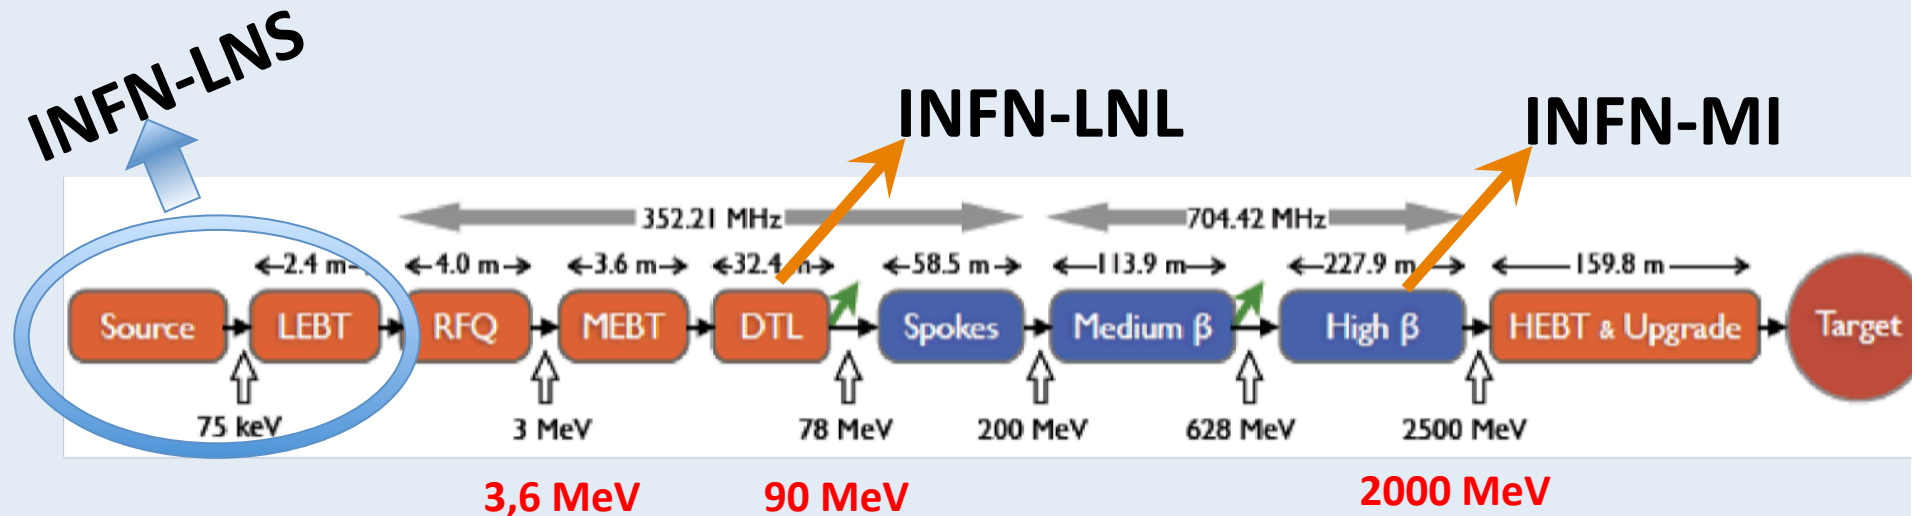 INFN-LNS
INFN-LNL
INFN-MI
352.21 MHz
704.42 MHz
2.4 m
4.0 m
3.6 m
32.4 m
58.5 m
113.9 m
227.9 m
159.8 m
Source
LEBT
RFQ
MEBT
DTL
Spokes
Medium β
High β
HEBT & Upgrade
Target
75 keV
3 MeV
78 MeV
200 MeV
628 MeV
2500 MeV
3,6 MeV
90 MeV
2000 MeV